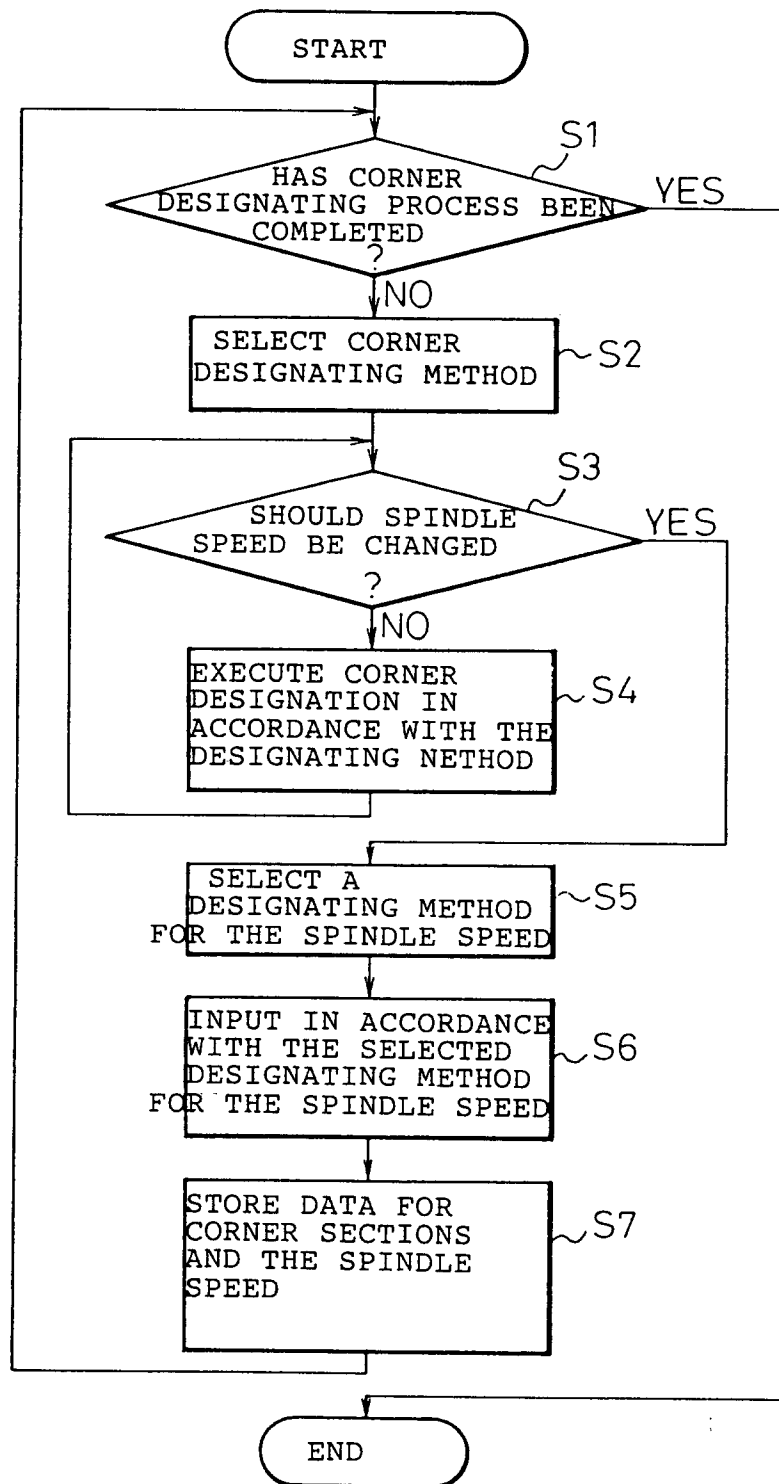 START
S1
HAS CORNER
DESIGNATING PROCESS BEEN
COMPLETED
?
YES
NO
SELECT CORNER
DESIGNATING METHOD
S2
S3
SHOULD SPINDLE
SPEED BE CHANGED
?
YES
NO
EXECUTE CORNER
DESIGNATION IN
ACCORDANCE WITH THE
DESIGNATING NETHOD
S4
SELECT A
DESIGNATING METHOD
FOR THE SPINDLE SPEED
S5
INPUT IN ACCORDANCE
WITH THE SELECTED
DESIGNATING METHOD
FOR THE SPINDLE SPEED
S6
STORE DATA FOR
CORNER SECTIONS
AND THE SPINDLE
SPEED
S7
END